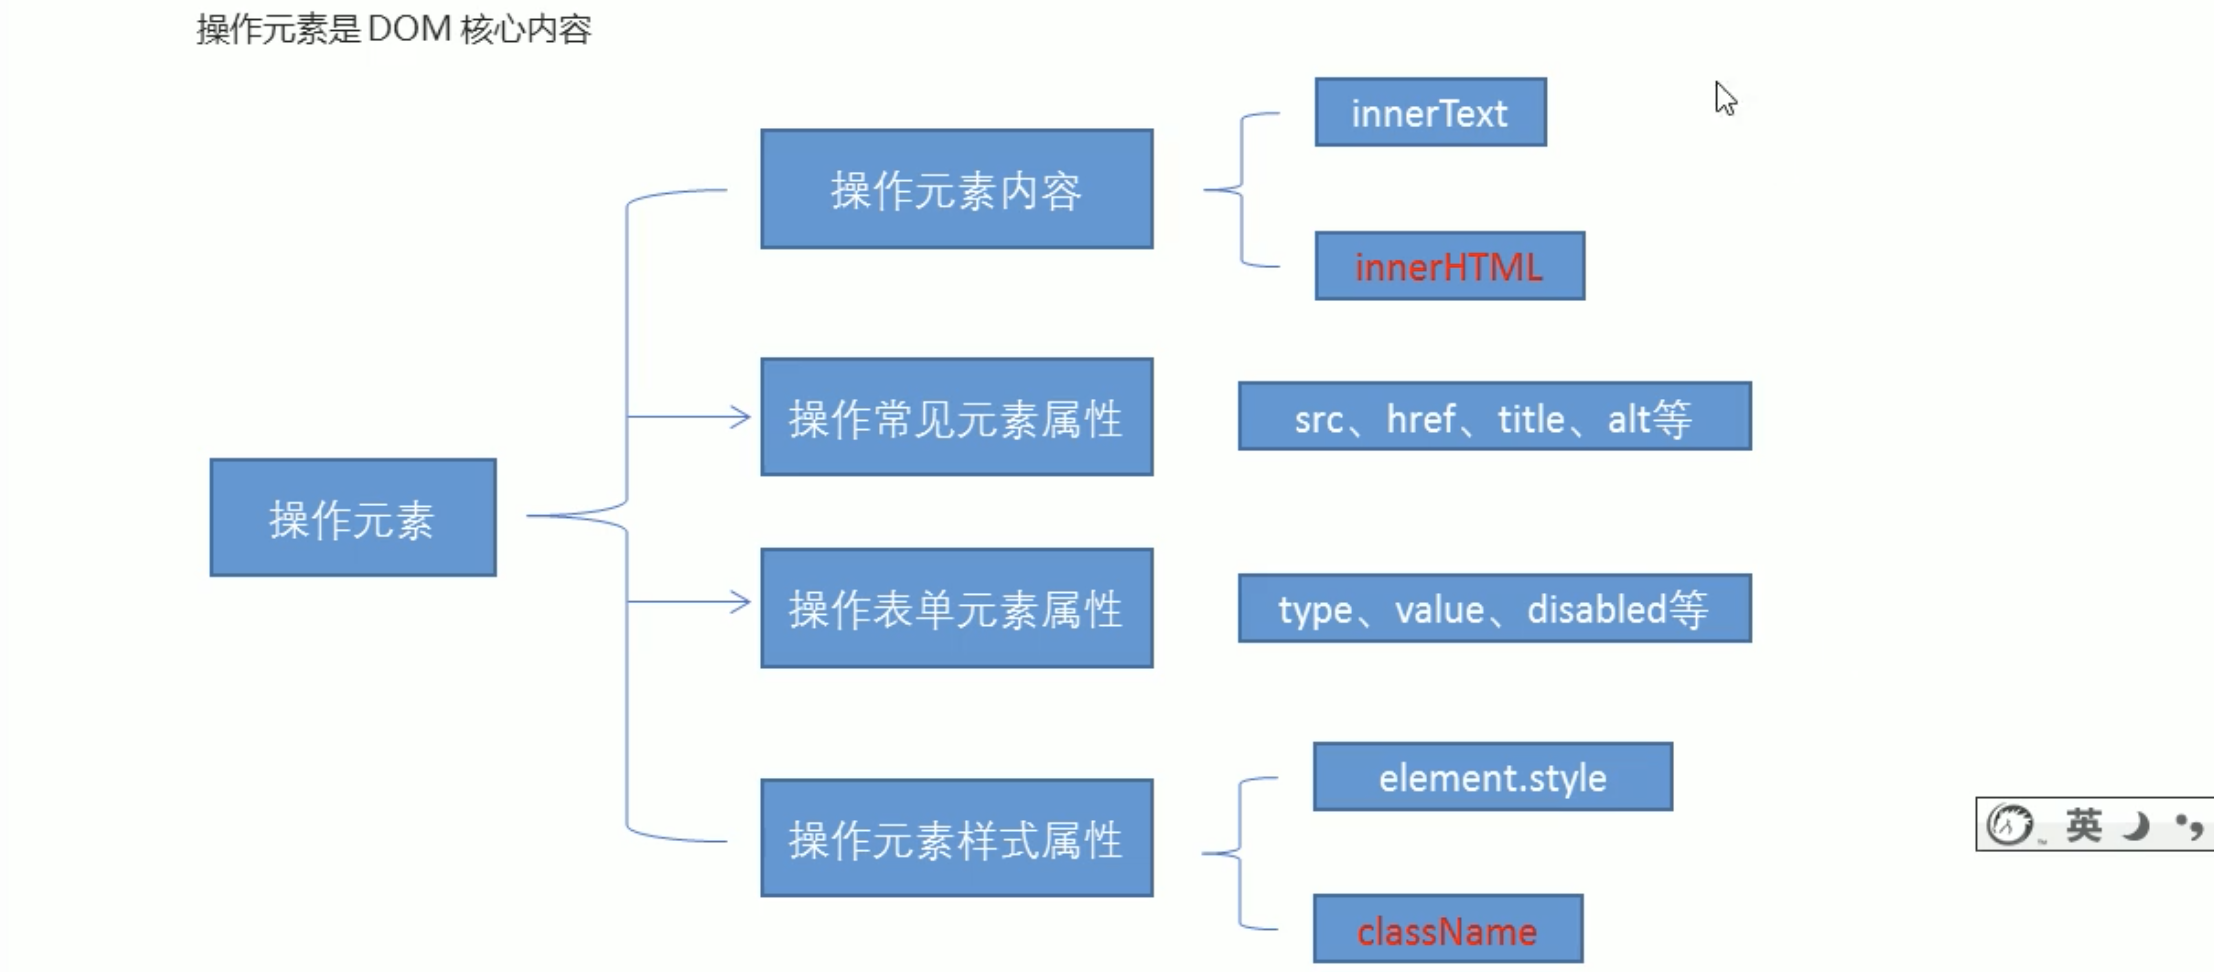 操作元素是 DOM 核心内容
操作元素
操作元素内容
innerText
innerHTML
操作常见元素属性
src、href、title、alt等
操作表单元素属性
type、value、disabled等
操作元素样式属性
element.style
className
英